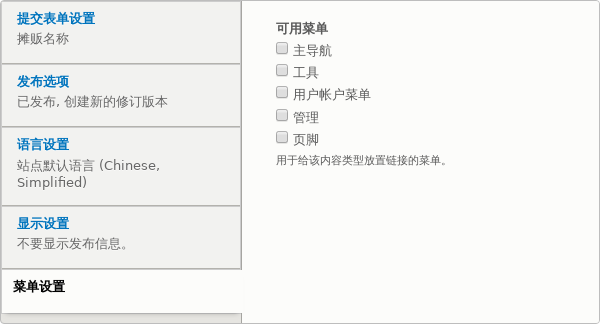 提交表单设置
摊贩名称
发布选项
已发布, 创建新的修订版本
语言设置
站点默认语言 (Chinese,
Simplified)
显示设置
不要显示发布信息。
菜单设置
可用菜单
主导航
工具
用户帐户菜单
管理
页脚
用于给该内容类型放置链接的菜单。